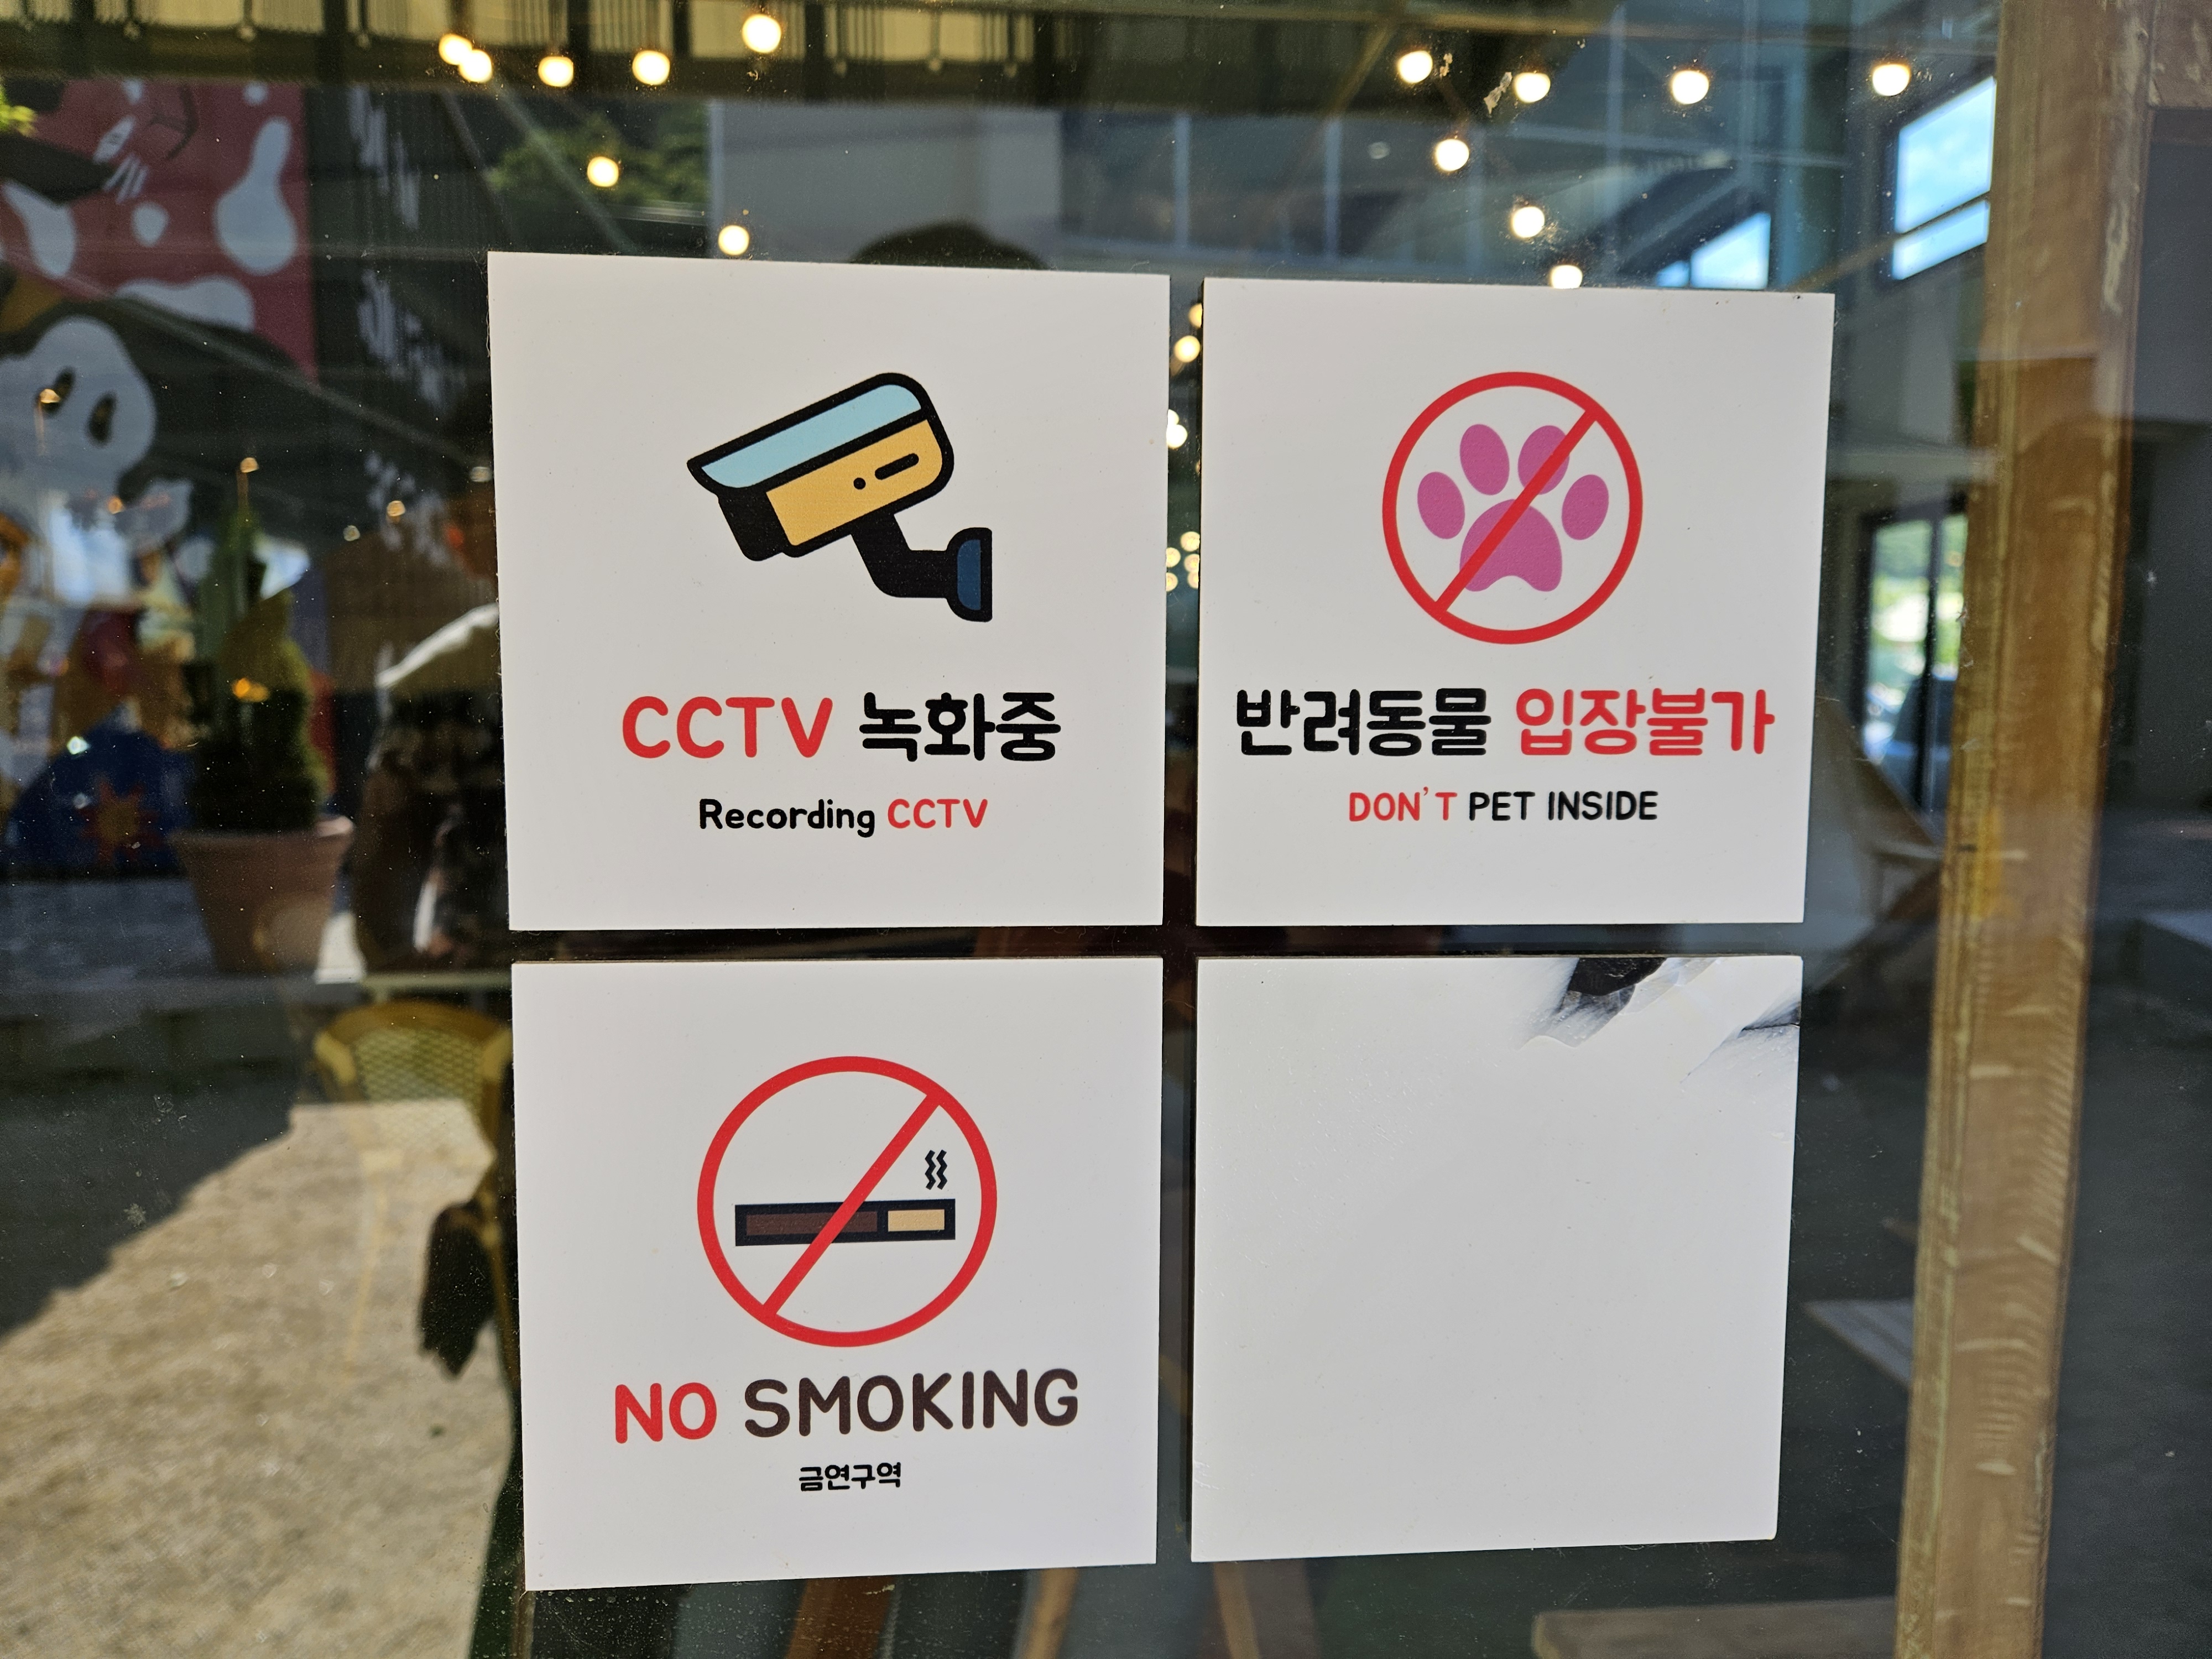 CCTV 녹화중
Recording CCTV
반려동물 입장불가
DON'T PET INSIDE
NO SMOKING
금연구역